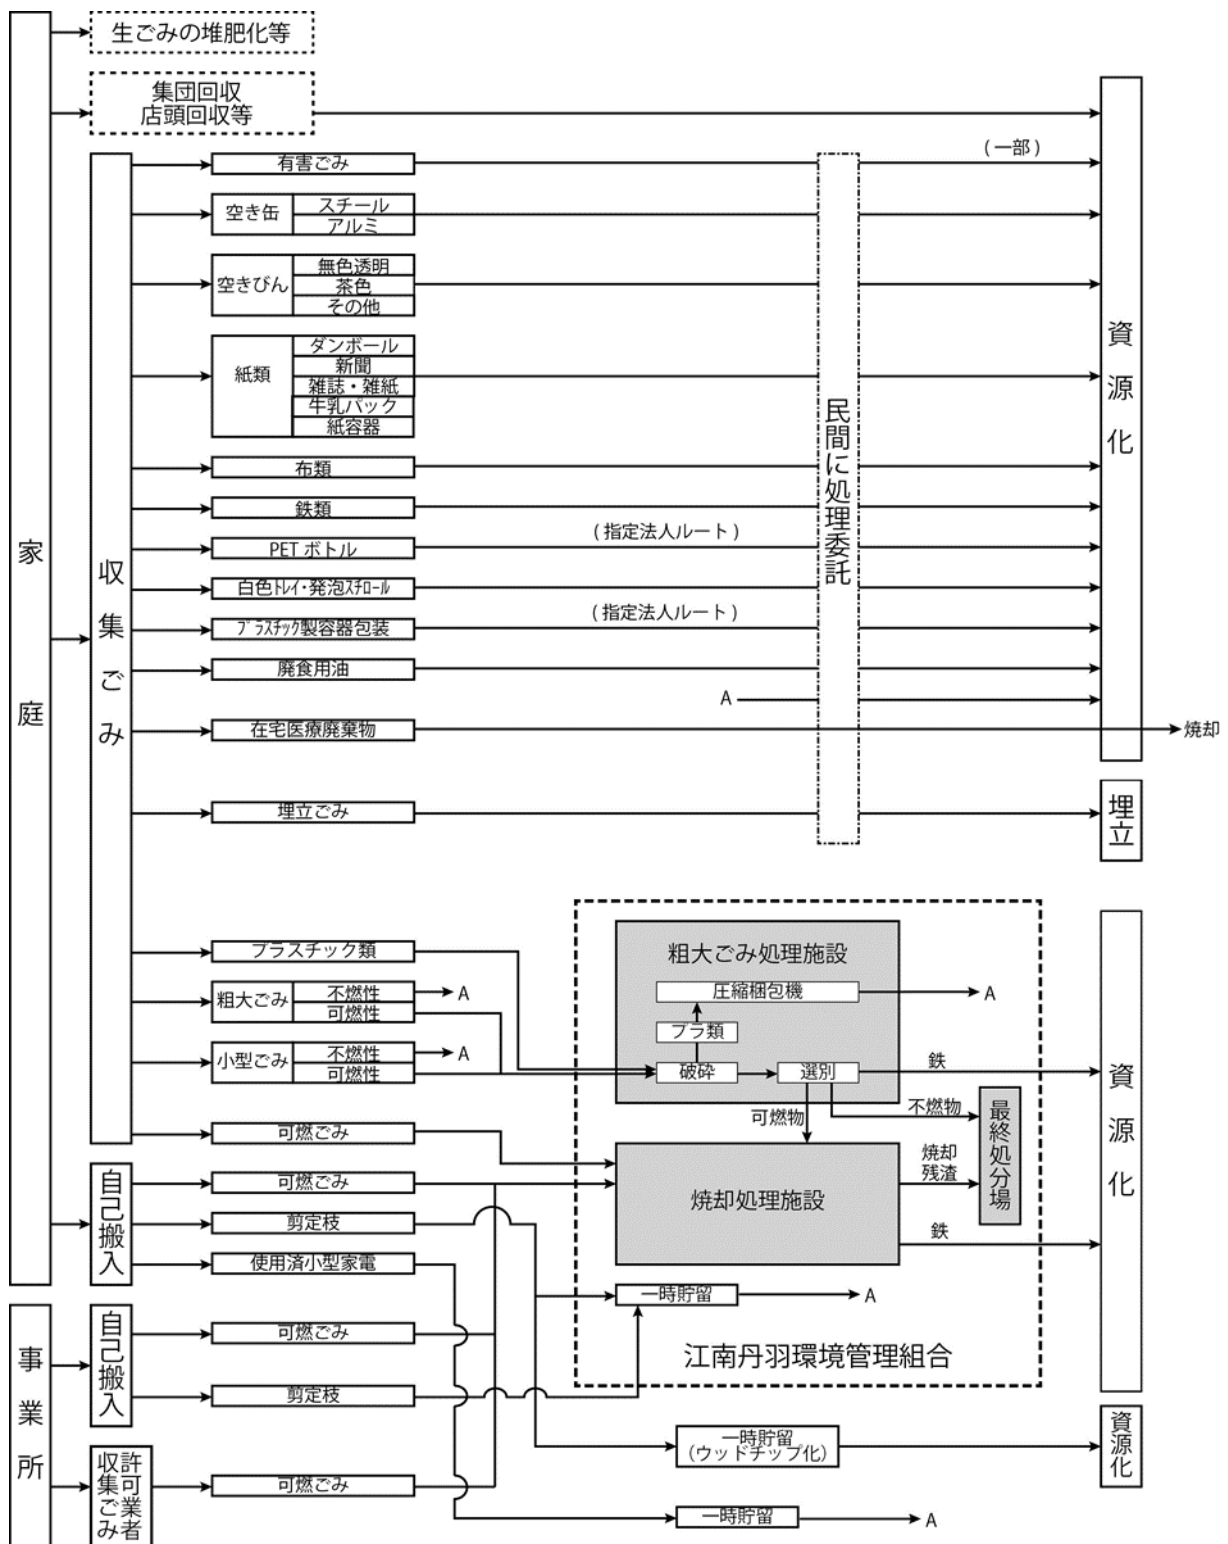 家庭
生ごみの堆肥化等
集団回収
店頭回収等
収集ごみ
有害ごみ
(一部)
空き缶
スチール
アルミ
空きびん
無色透明
茶色
その他
紙類
ダンボール
新聞
雑誌・雑紙
牛乳パック
紙容器
布類
鉄類
PETボトル
(指定法人ルート)
白色トレイ・発泡スチロール
プラスチック製容器包装
(指定法人ルート)
廃食用油
A
在宅医療廃棄物
焼却
埋立ごみ
民間に処理委託
資源化
埋立
プラスチック類
粗大ごみ
不燃性
A
可燃性
小型ごみ
不燃性
A
可燃性
可燃ごみ
粗大ごみ処理施設
圧縮梱包機
A
プラ類
破砕
選別
鉄
可燃物
不燃物
焼却処理施設
焼却
残渣
鉄
最終処分場
資源化
自己搬入
可燃ごみ
剪定枝
使用済小型家電
一時貯留
A
江南丹羽環境管理組合
事業所
自己搬入
可燃ごみ
剪定枝
許可業者
収集ごみ
可燃ごみ
一時貯留
(ウッドチップ化)
資源化
一時貯留
A